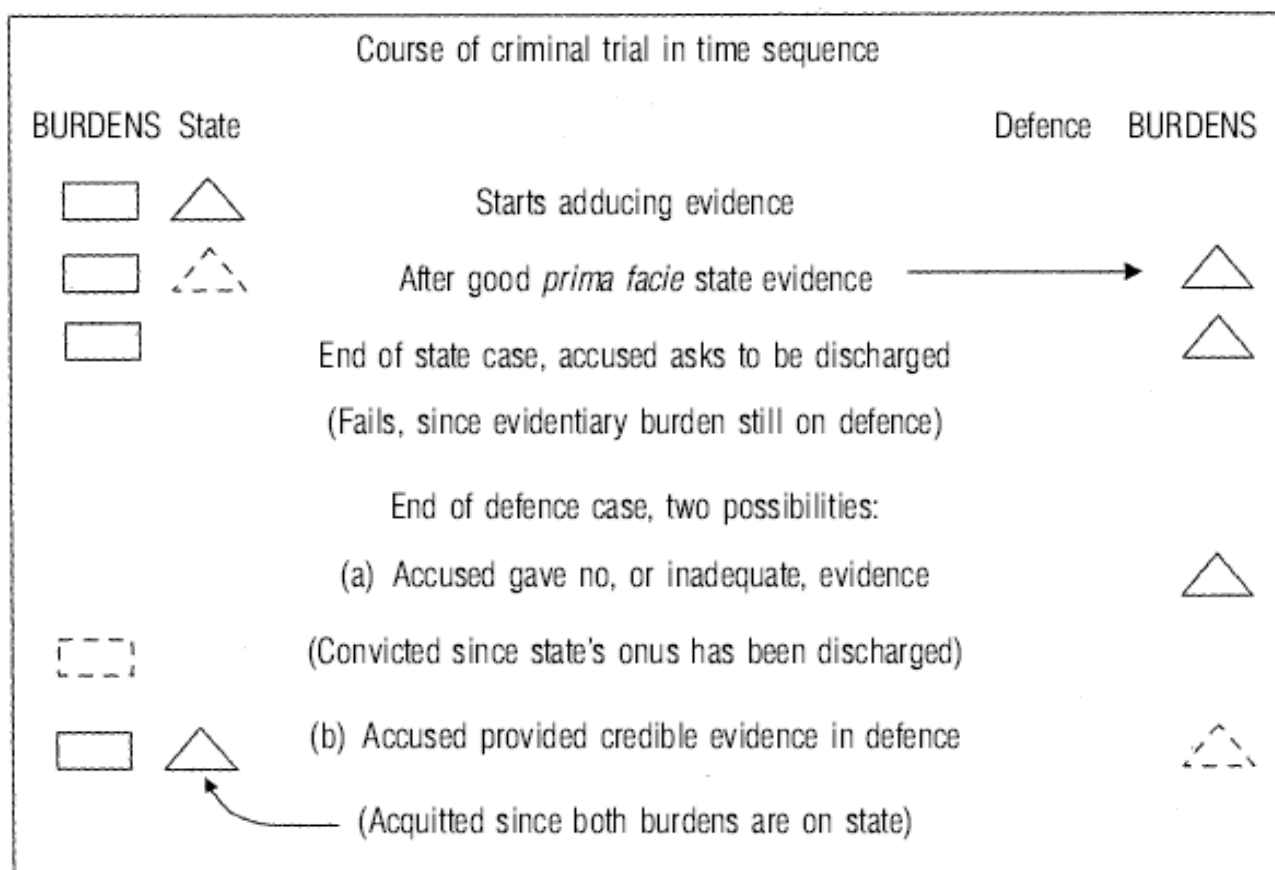 Course of criminal trial in time sequence
BURDENS State Defence BURDENS
Starts adducing evidence
After good prima facie state evidence
End of state case, accused asks to be discharged
(Fails, since evidentiary burden still on defence)
End of defence case, two possibilities:
(a) Accused gave no, or inadequate, evidence
(Convicted since state's onus has been discharged)
(b) Accused provided credible evidence in defence
(Acquitted since both burdens are on state)